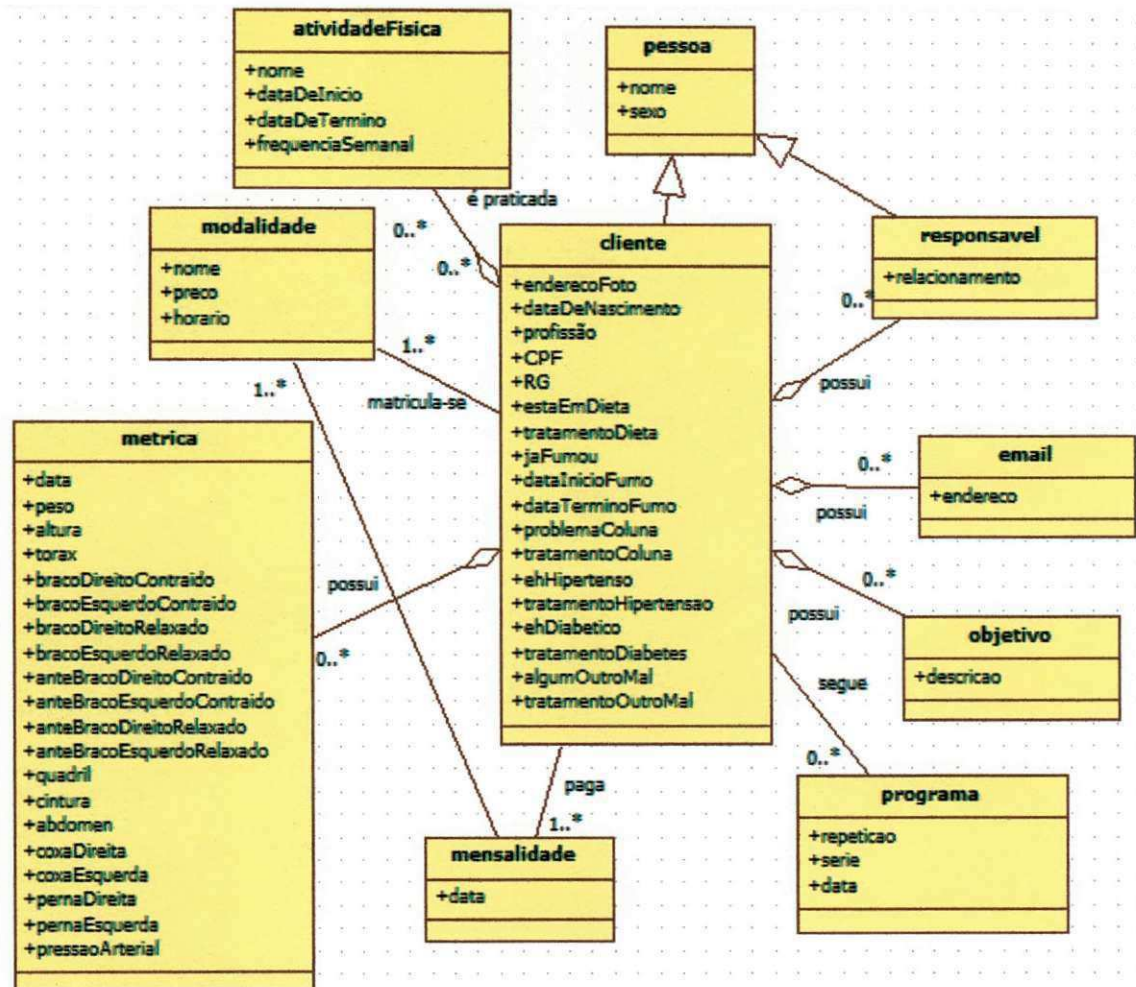 atividadeFisica
+nome
+dataDeInicio
+dataDeTermino
+frequenciaSemanal
pessoa
+nome
+sexo
é praticada
0..*
0..*
modalidade
+nome
+preco
+horario
1..*
1..*
matricula-se
cliente
+enderecoFoto
+dataDeNascimento
+profissão
+CPF
+RG
+estaEmDieta
+tratamentoDieta
+jaFumou
+dataInicioFumo
+dataTerminoFumo
+problemaColuna
+tratamentoColuna
+ehHipertenso
+tratamentoHipertensao
+ehDiabetico
+tratamentoDiabetes
+algumOutroMal
+tratamentoOutroMal
responsavel
+relacionamento
0..*
possui
email
+endereco
0..*
possui
0..*
possui
objetivo
+descricao
segue
0..*
programa
+repeticao
+serie
+data
metrica
+data
+peso
+altura
+torax
+bracoDireitoContraido
+bracoEsquerdoContraido
+bracoDireitoRelaxado
+bracoEsquerdoRelaxado
+anteBracoDireitoContraido
+anteBracoEsquerdoContraido
+anteBracoDireitoRelaxado
+anteBracoEsquerdoRelaxado
+quadril
+cintura
+abdomen
+coxaDireita
+coxaEsquerda
+pernaDireita
+pernaEsquerda
+pressaoArterial
possui
0..*
paga
1..*
mensalidade
+data